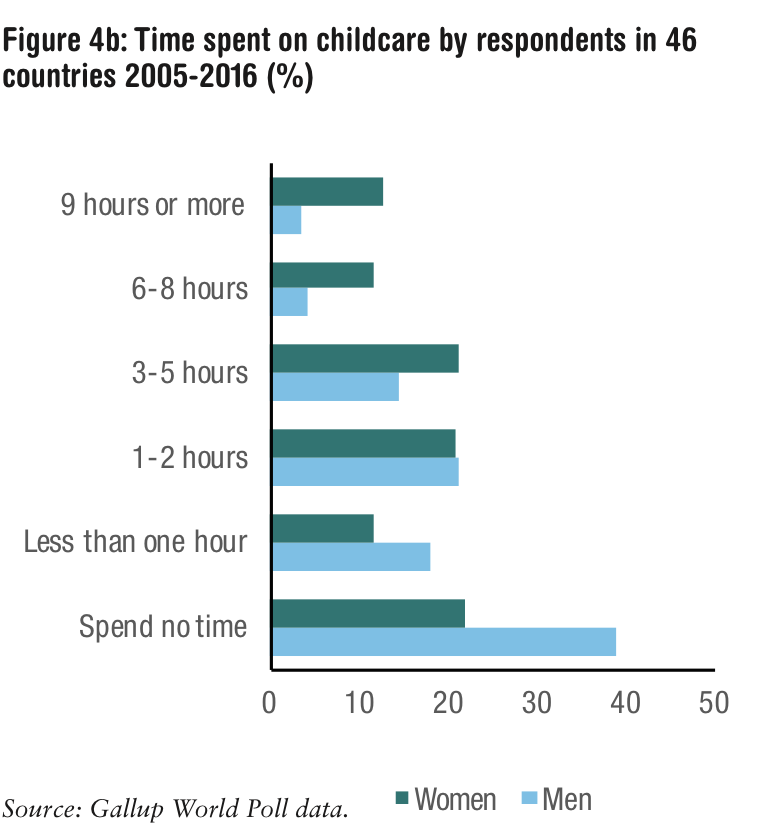 Figure 4b: Time spent on childcare by respondents in 46
countries 2005-2016 (%)
9 hours or more
6-8 hours
3-5 hours
1-2 hours
Less than one hour
Spend no time
0 10 20 30 40 50
Source: Gallup World Poll data.
Women Men